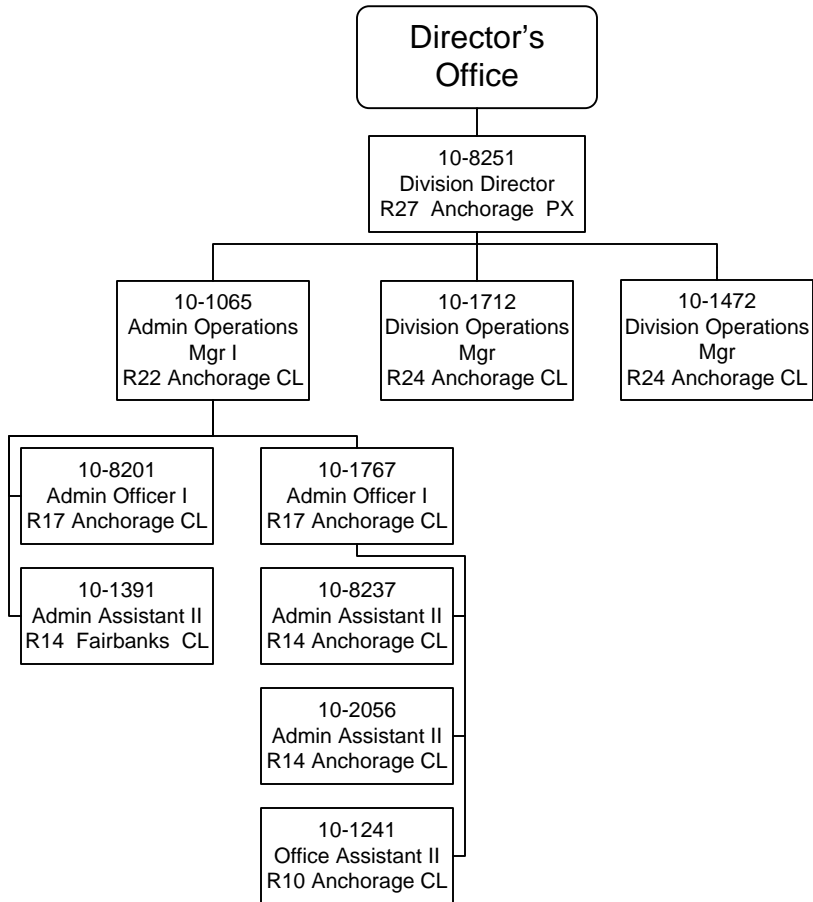 Director's
Office
10-8251
Division Director
R27 Anchorage PX
10-1065
Admin Operations
Mgr I
R22 Anchorage CL
10-1712
Division Operations
Mgr
R24 Anchorage CL
10-1472
Division Operations
Mgr
R24 Anchorage CL
10-8201
Admin Officer I
R17 Anchorage CL
10-1767
Admin Officer I
R17 Anchorage CL
10-1391
Admin Assistant II
R14 Fairbanks CL
10-8237
Admin Assistant II
R14 Anchorage CL
10-2056
Admin Assistant II
R14 Anchorage CL
10-1241
Office Assistant II
R10 Anchorage CL